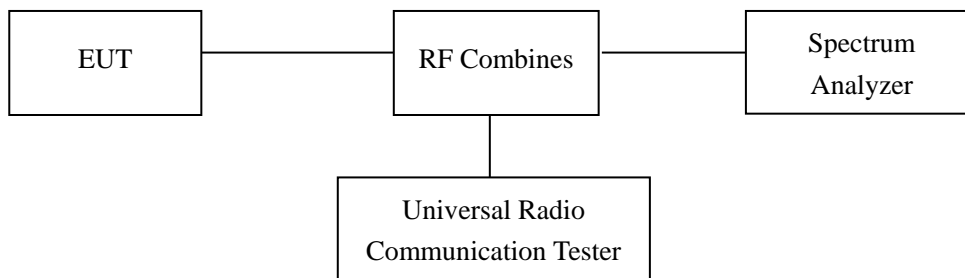 EUT
RF Combines
Spectrum
Analyzer
Universal Radio
Communication Tester